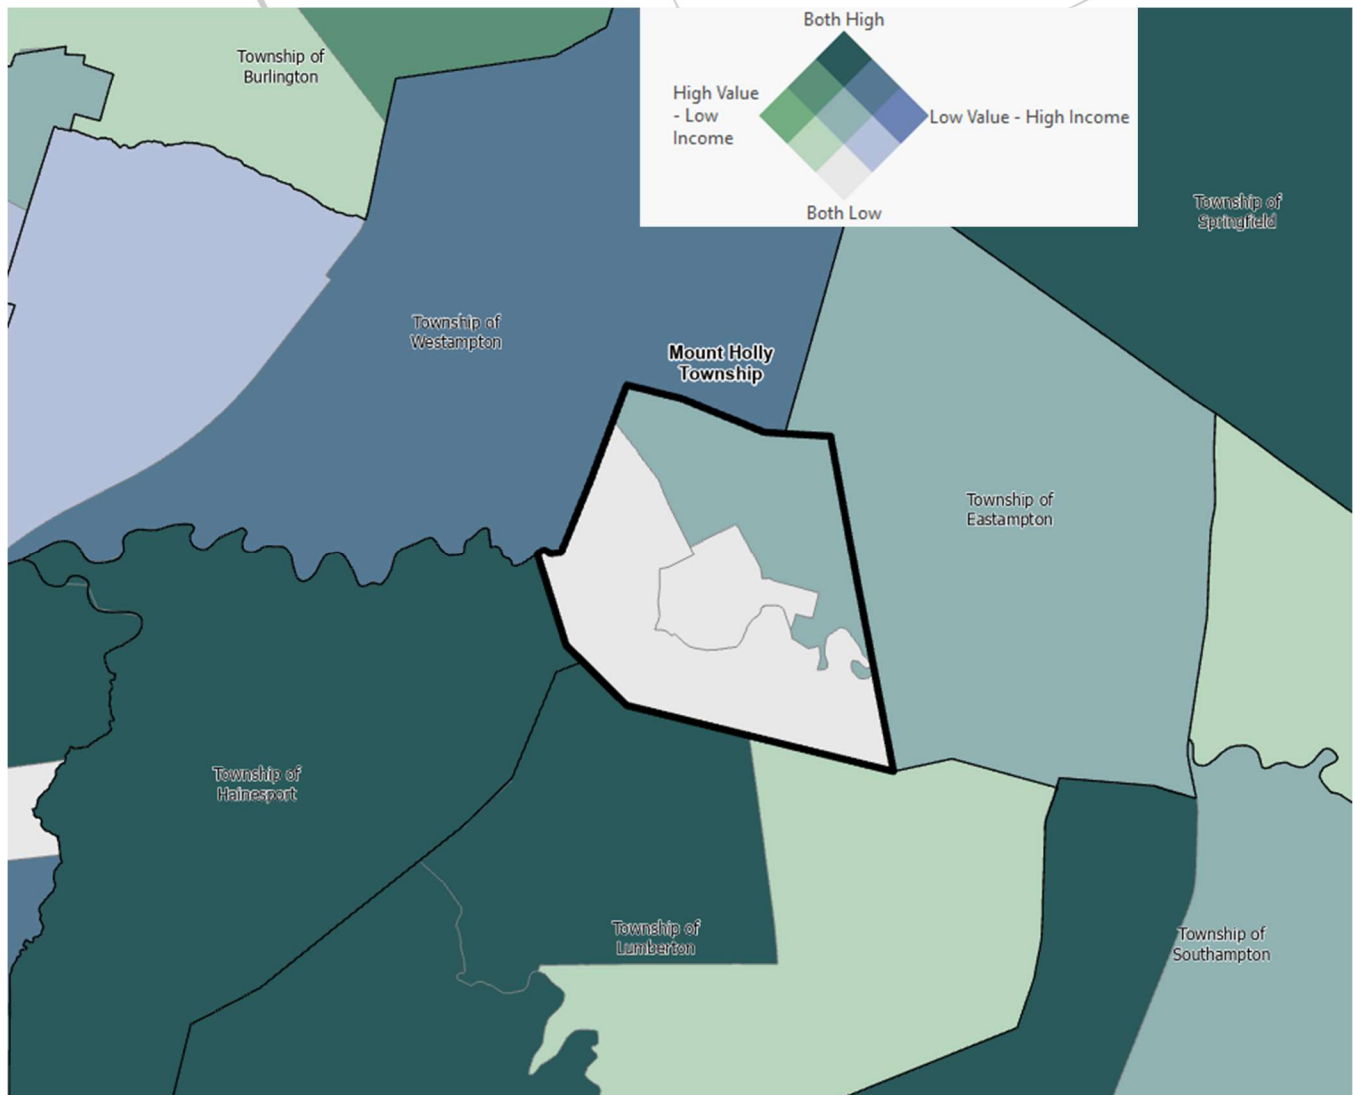 Both High
Township of
Burlington
High Value
- Low
Income
Low Value - High Income
Both Low
Township of
Springfield
Township of
Westampton
Mount Holly
Township
Township of
Eastampton
Township of
Hainesport
Township of
Lumberton
Township of
Southampton